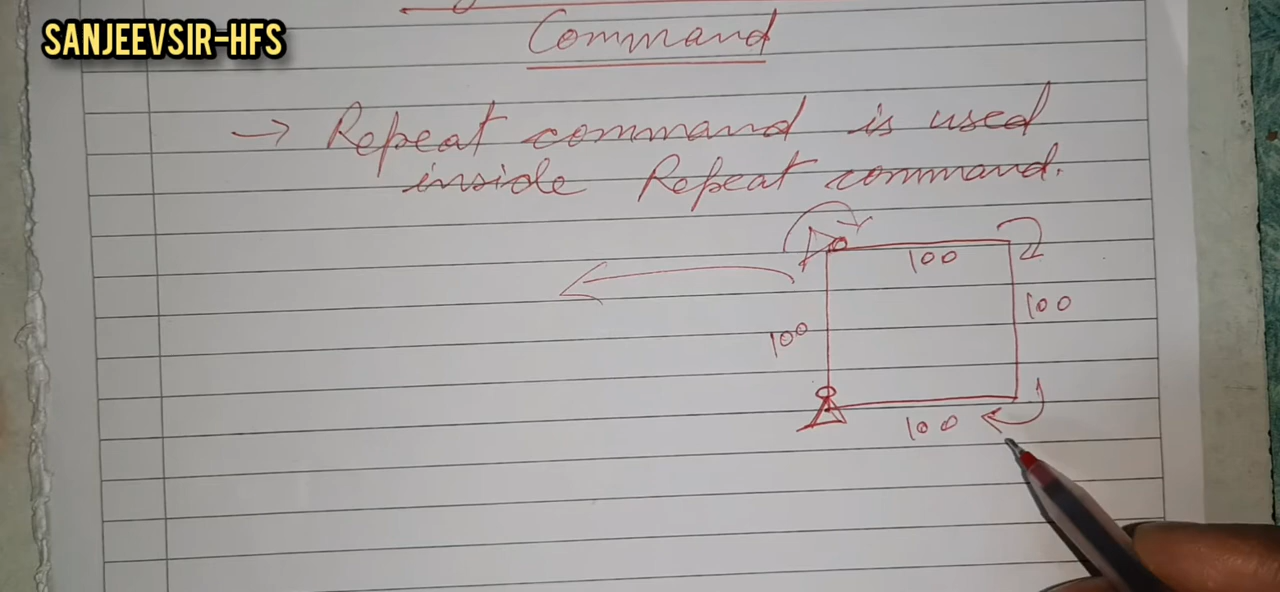 SANJEEVSIR-HFS
Command
→ Repeat command is used
inside Repeat command.
100
100
100
100